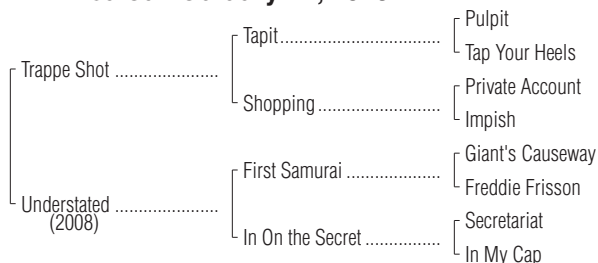 Pulpit
Tapit
Tap Your Heels
Trappe Shot
Private Account
Shopping
Impish
Giant's Causeway
First Samurai
Freddie Frisson
Understated
(2008)
Secretariat
In On the Secret
In My Cap